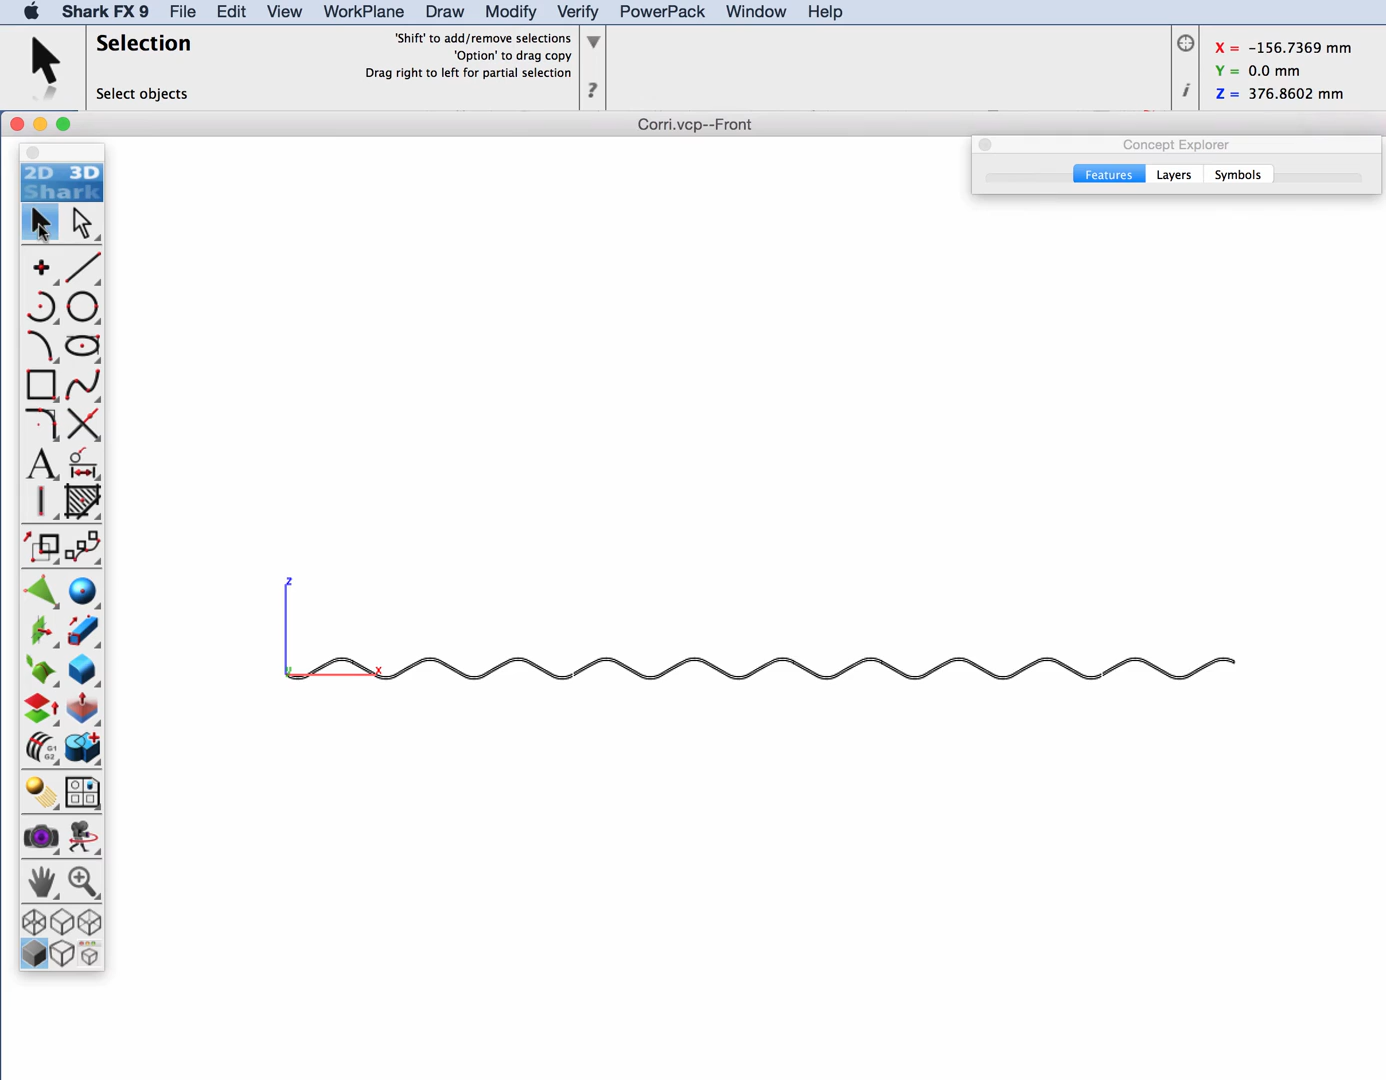 Shark FX 9 File Edit View WorkPlane Draw Modify Verify PowerPack Window Help
Selection
'Shift' to add/remove selections
'Option' to drag copy
Drag right to left for partial selection
Select objects
?
i
X = -156.7369 mm
Y = 0.0 mm
Z = 376.8602 mm
Corri.vcp--Front
Concept Explorer
Features Layers Symbols
2D 3D
Shark
A
G1
G2
z
y
x